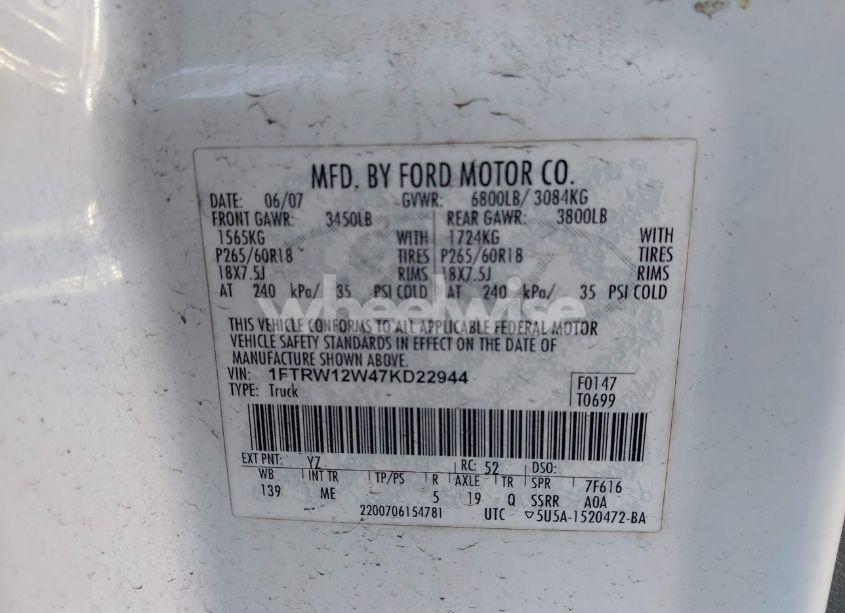 MFD. BY FORD MOTOR CO.
DATE: 06/07 GVWR: 6800LB/ 3084KG
FRONT GAWR: 3450LB REAR GAWR: 3800LB
1565KG WITH 1724KG WITH
P265/60R18 TIRES P265/60R18 TIRES
18X7.5J RIMS 18X7.5J RIMS
AT 240 kPa/ 35 PSI COLD AT 240 kPa/ 35 PSI COLD
wheelwise
THIS VEHICLE CONFORMS TO ALL APPLICABLE FEDERAL MOTOR
VEHICLE SAFETY STANDARDS IN EFFECT ON THE DATE OF
MANUFACTURE SHOWN ABOVE.
VIN: 1FTRW12W47KD22944
TYPE: Truck
F0147
T0699
EXT PNT: YZ RC: 52 DSO:
WB INT TR TP/PS R AXLE TR SPR 7F616
139 ME 5 19 Q SSRR A0A
2200706154781 UTC ▽5U5A-1520472-BA